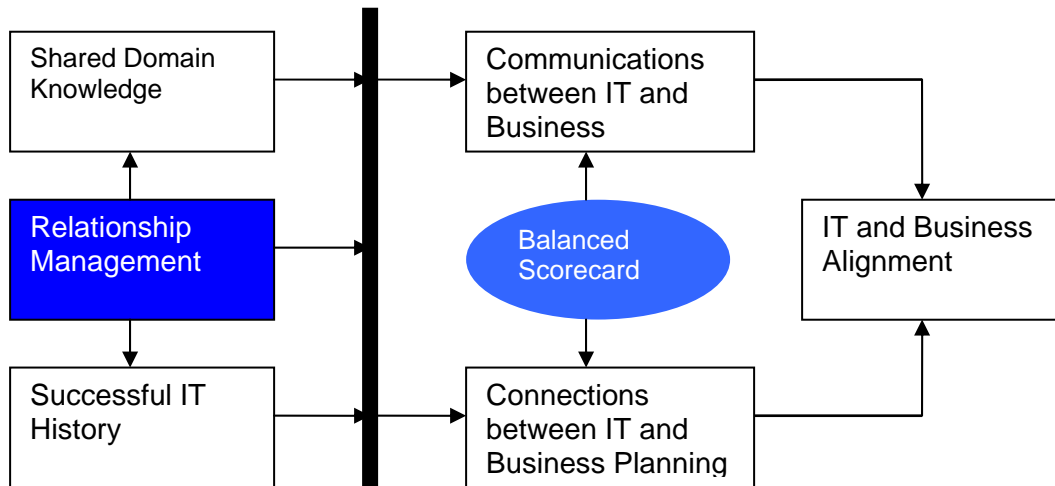 Shared Domain
Knowledge
Communications
between IT and
Business
Relationship
Management
Balanced
Scorecard
IT and Business
Alignment
Successful IT
History
Connections
between IT and
Business Planning